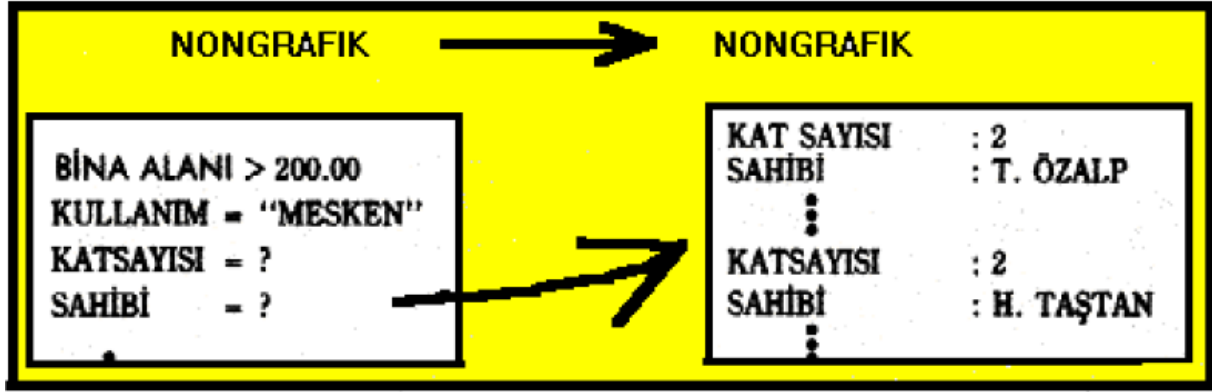 NONGRAFIK NONGRAFIK
BİNA ALANI > 200.00
KULLANIM = "MESKEN"
KATSAYISI = ?
SAHİBİ = ?
KAT SAYISI : 2
SAHİBİ : T. ÖZALP
KATSAYISI : 2
SAHİBİ : H. TAŞTAN